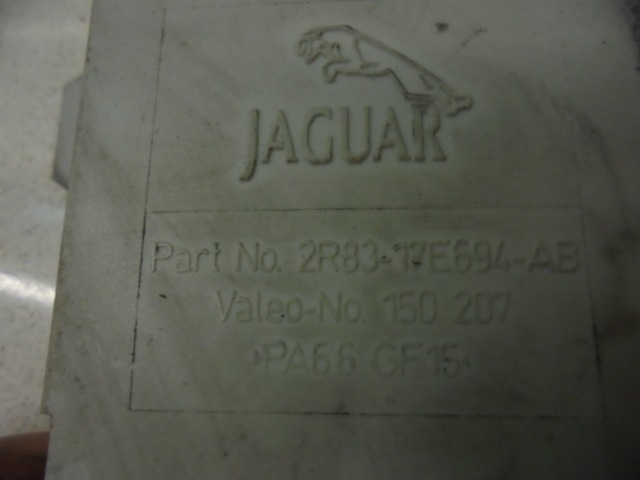 JAGUAR
Part No. 2R83-17E694-AB
Valeo-No. 150 207
>PA6.6 GF15<